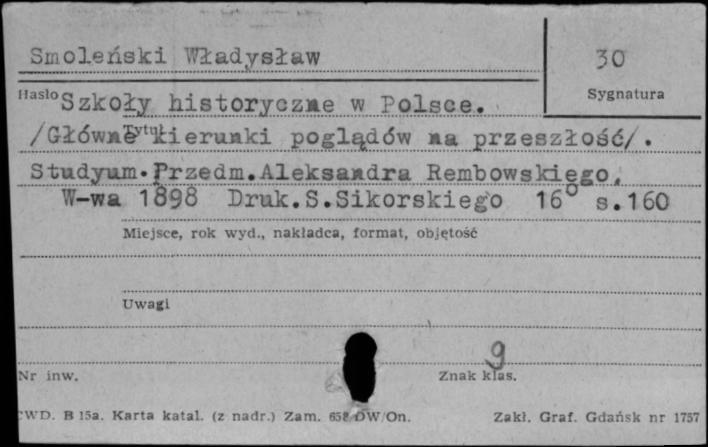 Smoleński Władysław
30
Hasło
Sygnatura
Szkoły historyczne w Polsce.
Tytuł
/Główne kierunki poglądów na przeszłość/.
Studyum.Przedm.Aleksandra Rembowskiego.
W-wa 1898 Druk.S.Sikorskiego 16° s.160
Miejsce, rok wyd., nakładca, format, objętość
Uwagi
9
Nr inw.
Znak klas.
CWD. B 15a. Karta katal. (z nadr.) Zam. DW/On.
Zakł. Graf. Gdańsk nr 1757